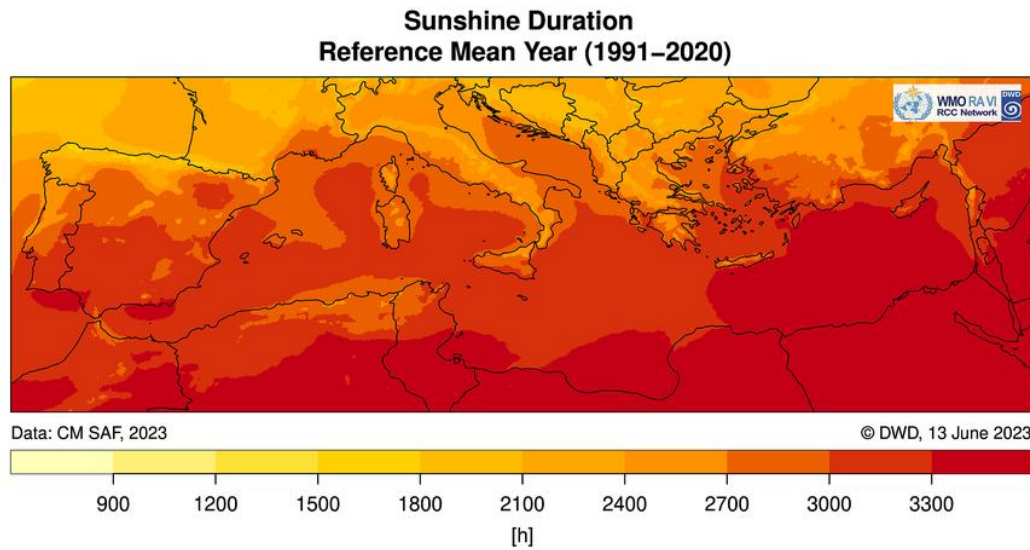 Sunshine Duration
Reference Mean Year (1991−2020)
WMO RA VI
RCC Network
DWD
Data: CM SAF, 2023
© DWD, 13 June 2023
900 1200 1500 1800 2100 2400 2700 3000 3300
[h]